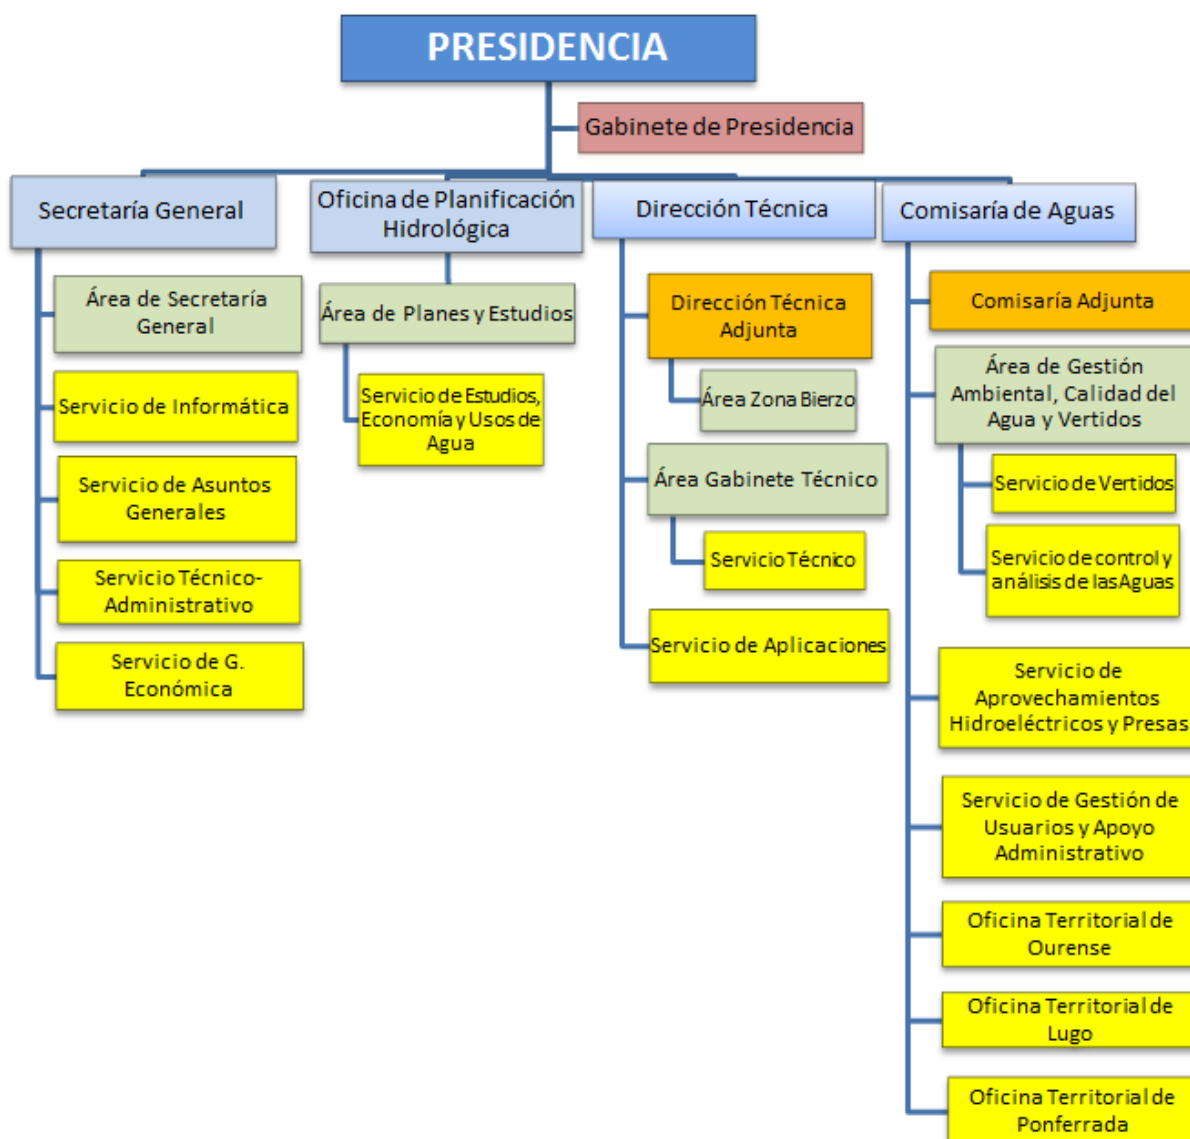 PRESIDENCIA
Gabinete de Presidencia
Secretaría General
Área de Secretaría
General
Servicio de Informática
Servicio de Asuntos
Generales
Servicio Técnico-
Administrativo
Servicio de G.
Económica
Oficina de Planificación
Hidrológica
Área de Planes y Estudios
Servicio de Estudios,
Economía y Usos de
Agua
Dirección Técnica
Dirección Técnica
Adjunta
Área Zona Bierzo
Área Gabinete Técnico
Servicio Técnico
Servicio de Aplicaciones
Comisaría de Aguas
Comisaría Adjunta
Área de Gestión
Ambiental, Calidad del
Agua y Vertidos
Servicio de Vertidos
Servicio de control y
análisis de las Aguas
Servicio de
Aprovechamientos
Hidroeléctricos y Presas
Servicio de Gestión de
Usuarios y Apoyo
Administrativo
Oficina Territorial de
Ourense
Oficina Territorial de
Lugo
Oficina Territorial de
Ponferrada